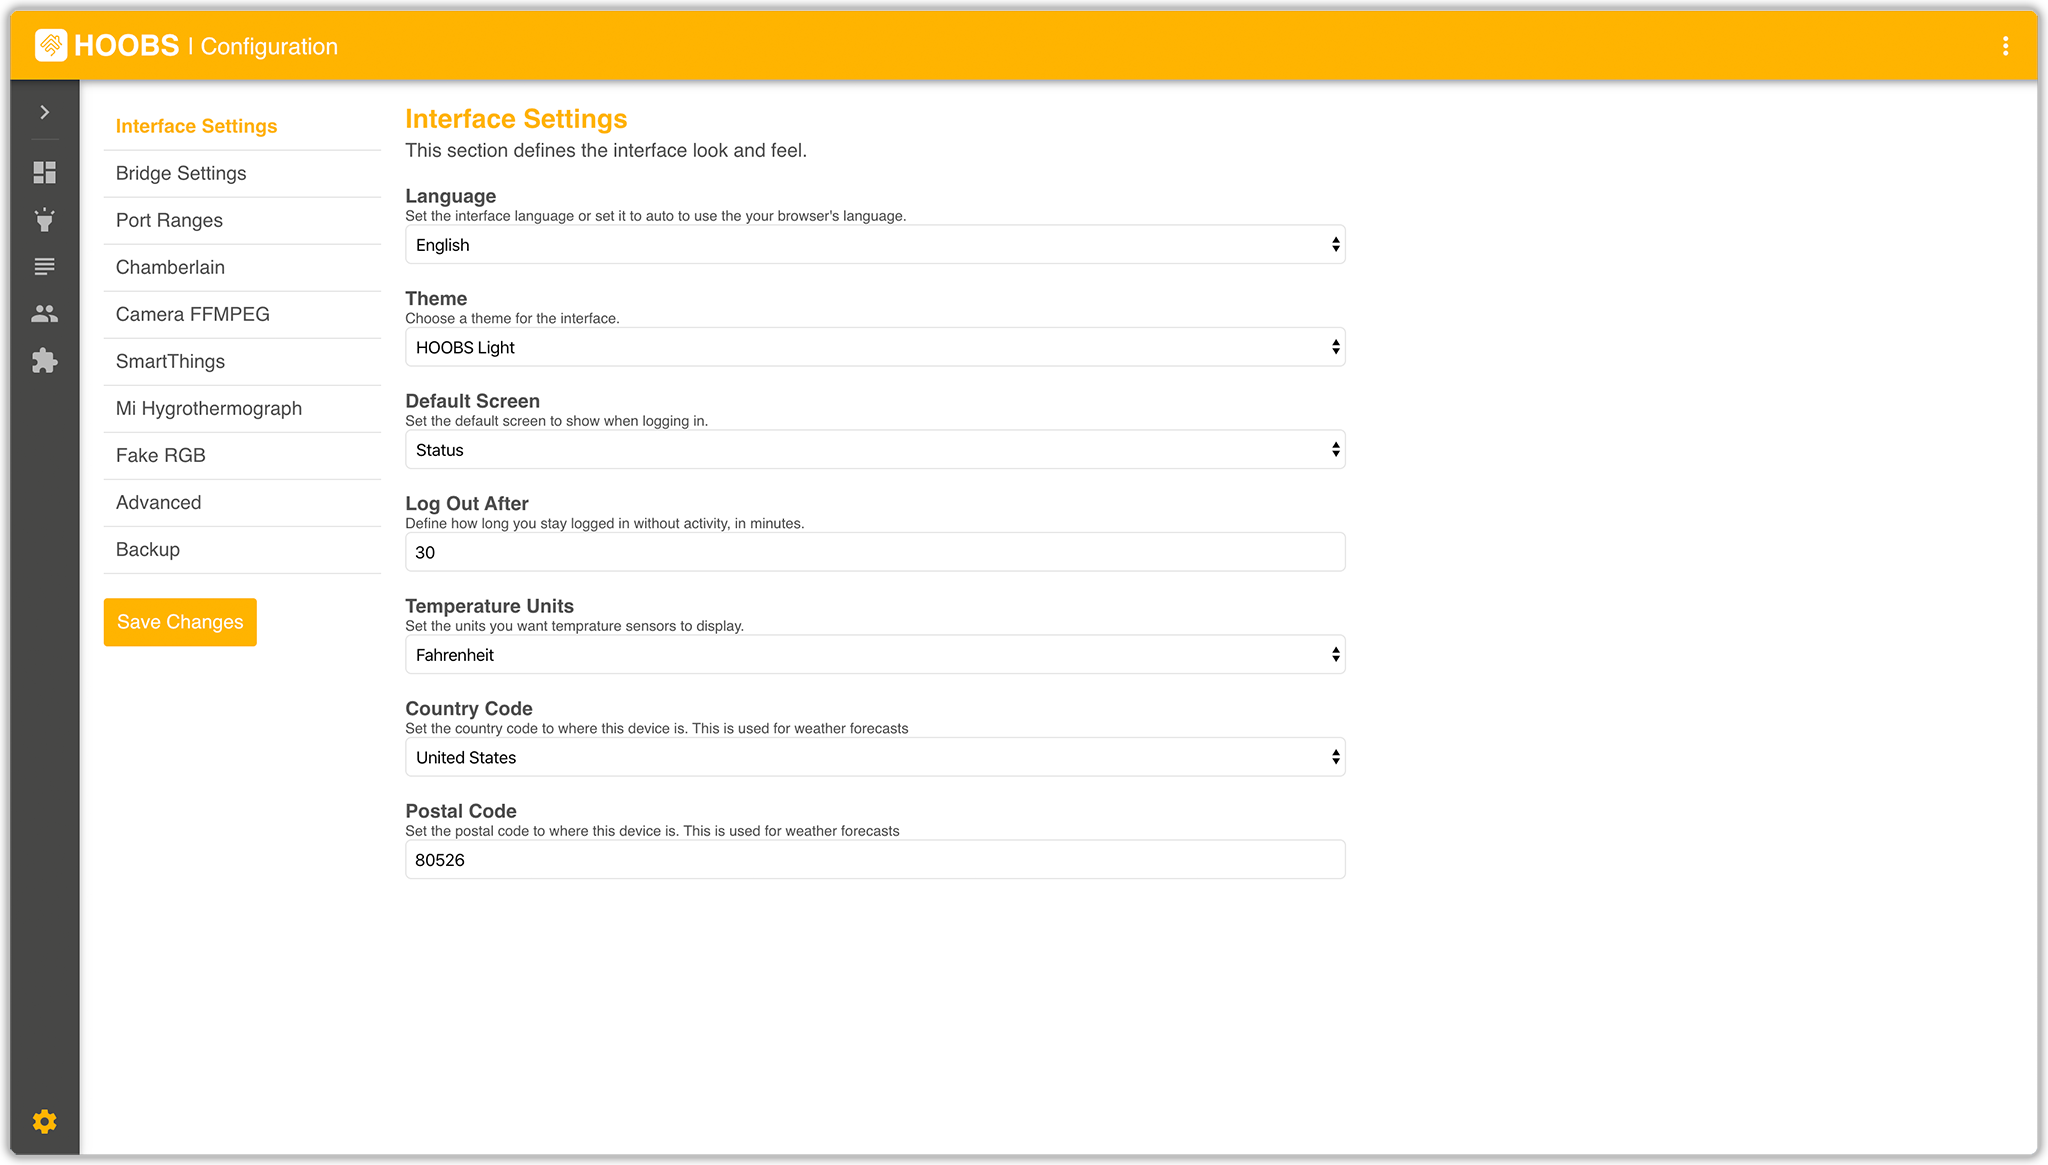 HOOBS | Configuration
Interface Settings
Bridge Settings
Port Ranges
Chamberlain
Camera FFMPEG
SmartThings
Mi Hygrothermograph
Fake RGB
Advanced
Backup
Save Changes
Interface Settings
This section defines the interface look and feel.
Language
Set the interface language or set it to auto to use the your browser's language.
English
Theme
Choose a theme for the interface.
HOOBS Light
Default Screen
Set the default screen to show when logging in.
Status
Log Out After
Define how long you stay logged in without activity, in minutes.
30
Temperature Units
Set the units you want temprature sensors to display.
Fahrenheit
Country Code
Set the country code to where this device is. This is used for weather forecasts
United States
Postal Code
Set the postal code to where this device is. This is used for weather forecasts
80526